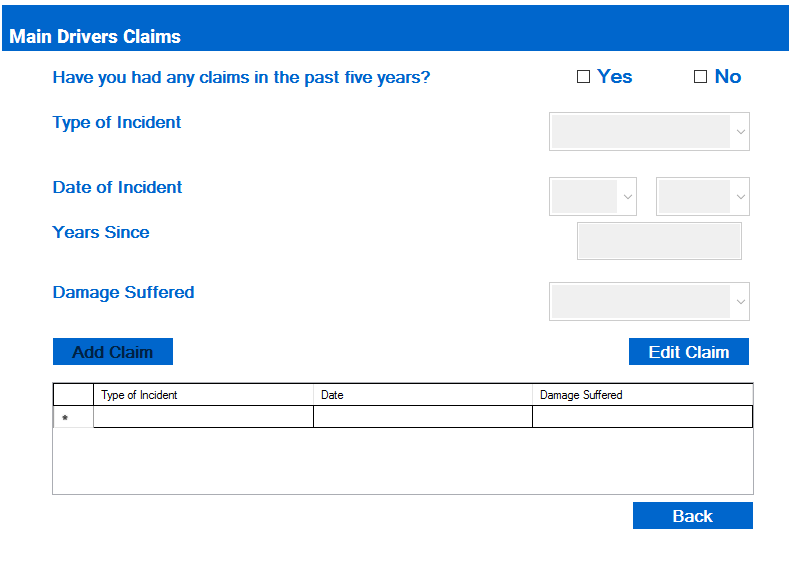 Main Drivers Claims
Have you had any claims in the past five years? Yes No
Type of Incident
Date of Incident
Years Since
Damage Suffered
Add Claim Edit Claim
Type of Incident Date Damage Suffered
*
Back